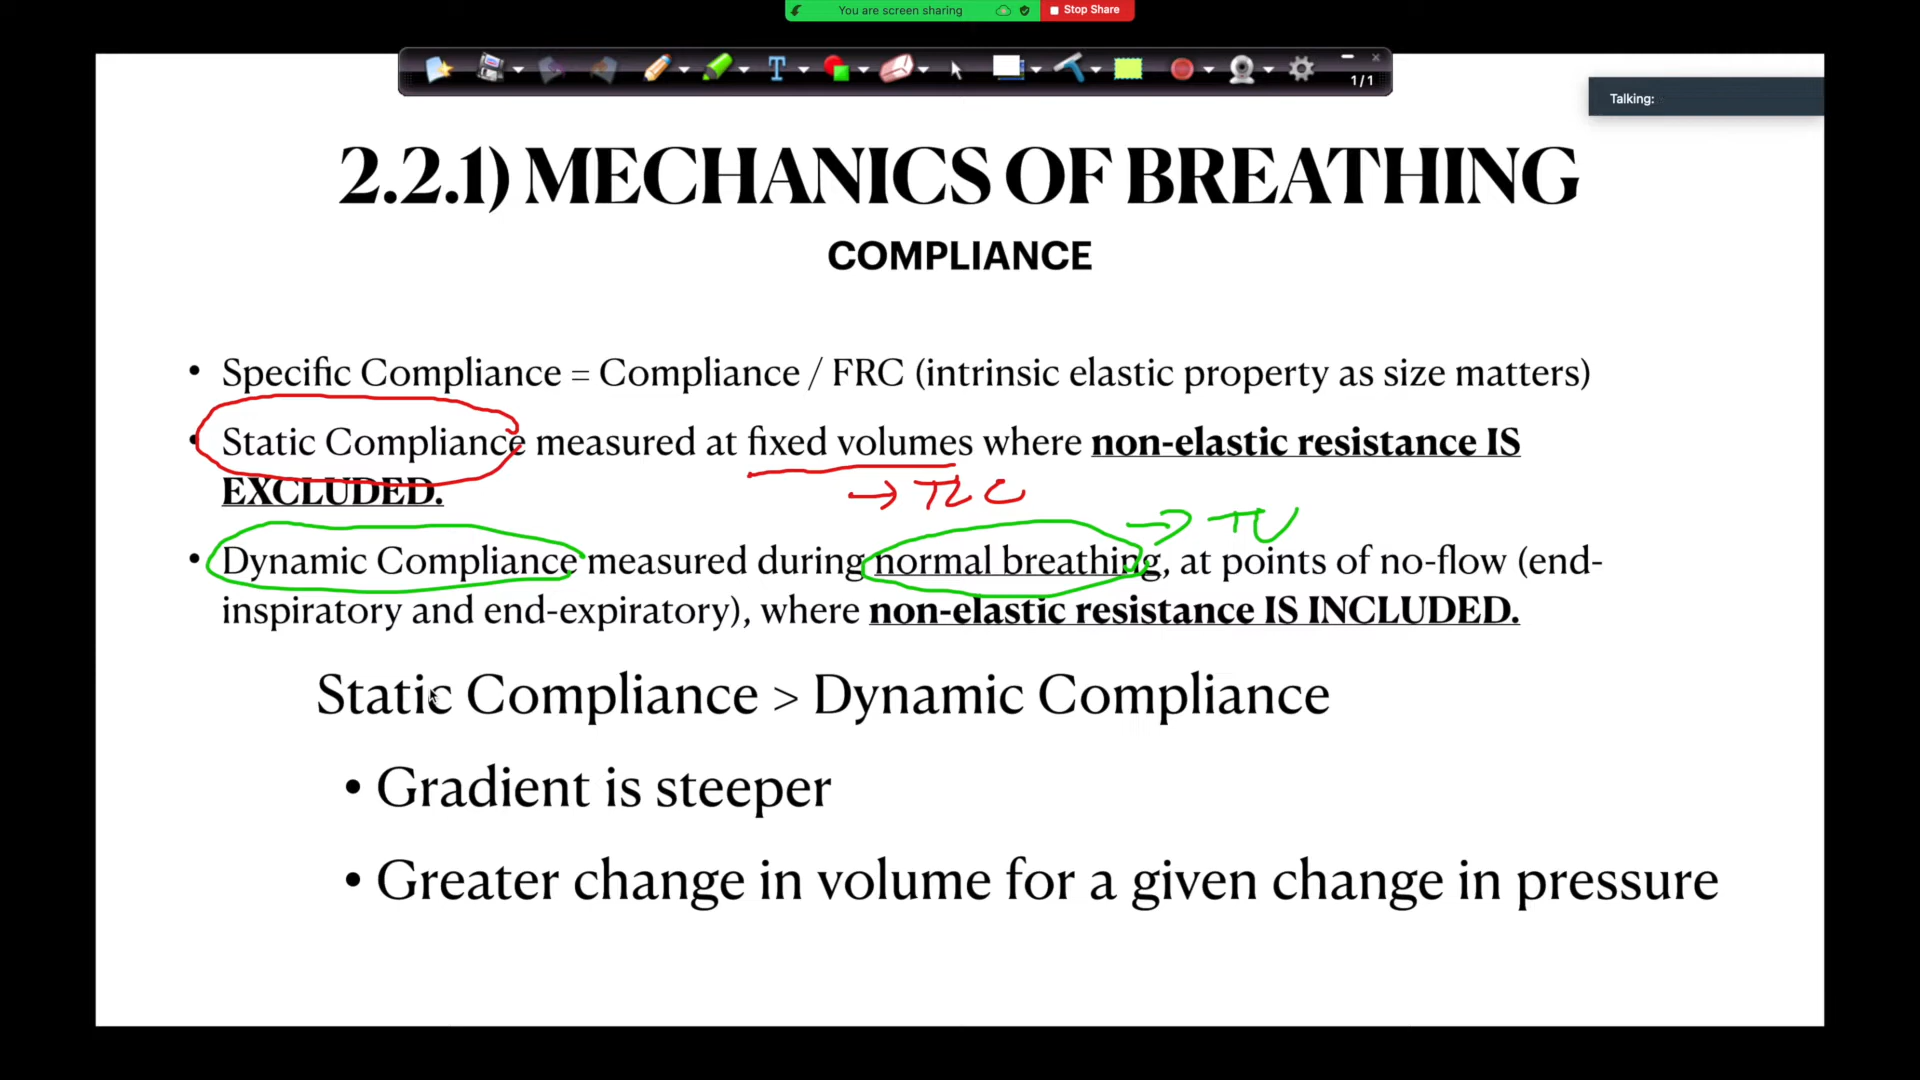 You are screen sharing
Stop Share
1/1
Talking:
2.2.1) MECHANICS OF BREATHING
COMPLIANCE
• Specific Compliance = Compliance / FRC (intrinsic elastic property as size matters)
• Static Compliance measured at fixed volumes where non-elastic resistance IS
EXCLUDED.
→ TLC
→ TV
• Dynamic Compliance measured during normal breathing, at points of no-flow (end-
inspiratory and end-expiratory), where non-elastic resistance IS INCLUDED.
Static Compliance > Dynamic Compliance
• Gradient is steeper
• Greater change in volume for a given change in pressure